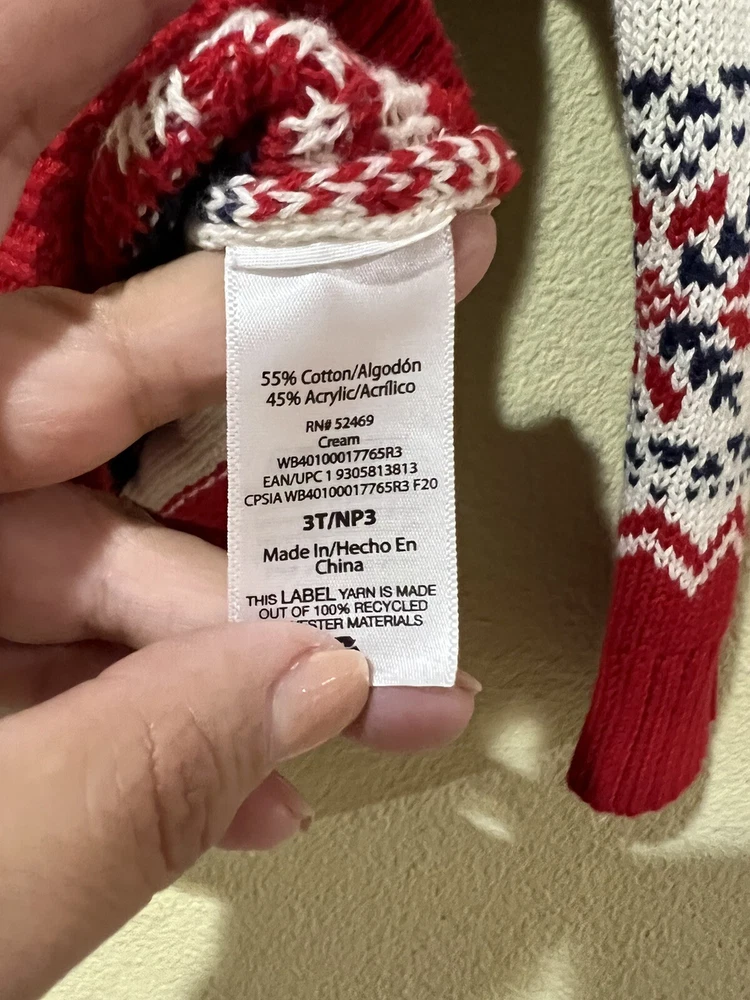 55% Cotton/Algodón
45% Acrylic/Acrílico
RN# 52469
Cream
WB40100017765R3
EAN/UPC 1 9305813813
CPSIA WB40100017765R3 F20
3T/NP3
Made In/Hecho En
China
THIS LABEL YARN IS MADE
OUT OF 100% RECYCLED
MATERIALS